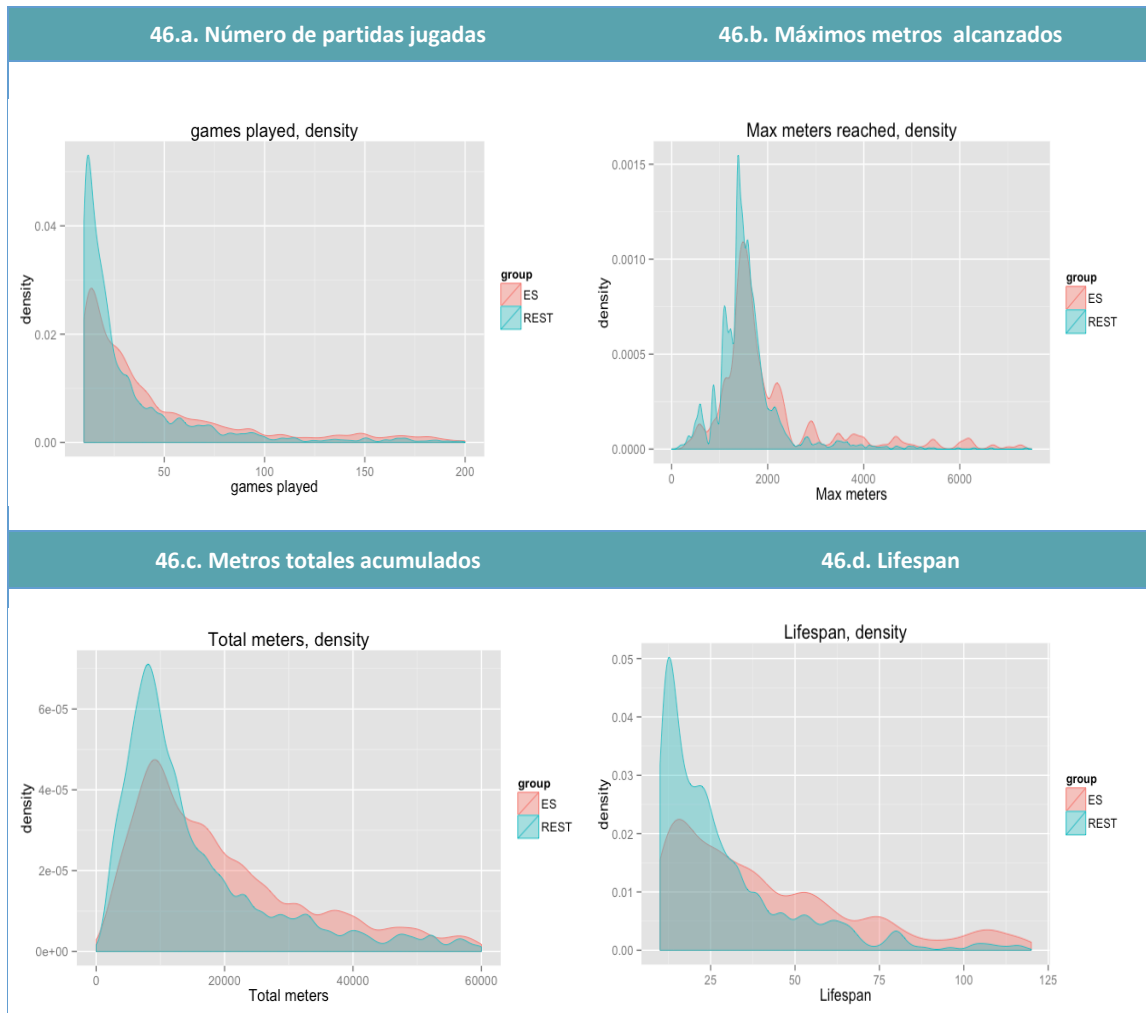 46.a. Número de partidas jugadas
46.b. Máximos metros alcanzados
games played, density
0.04
0.02
0.00
density
50
100
150
200
games played
group
ES
REST
Max meters reached, density
0.0015
0.0010
0.0005
0.0000
density
0
2000
4000
6000
Max meters
group
ES
REST
46.c. Metros totales acumulados
46.d. Lifespan
Total meters, density
6e-05
4e-05
2e-05
0e+00
density
0
20000
40000
60000
Total meters
group
ES
REST
Lifespan, density
0.05
0.04
0.03
0.02
0.01
0.00
density
25
50
75
100
125
Lifespan
group
ES
REST